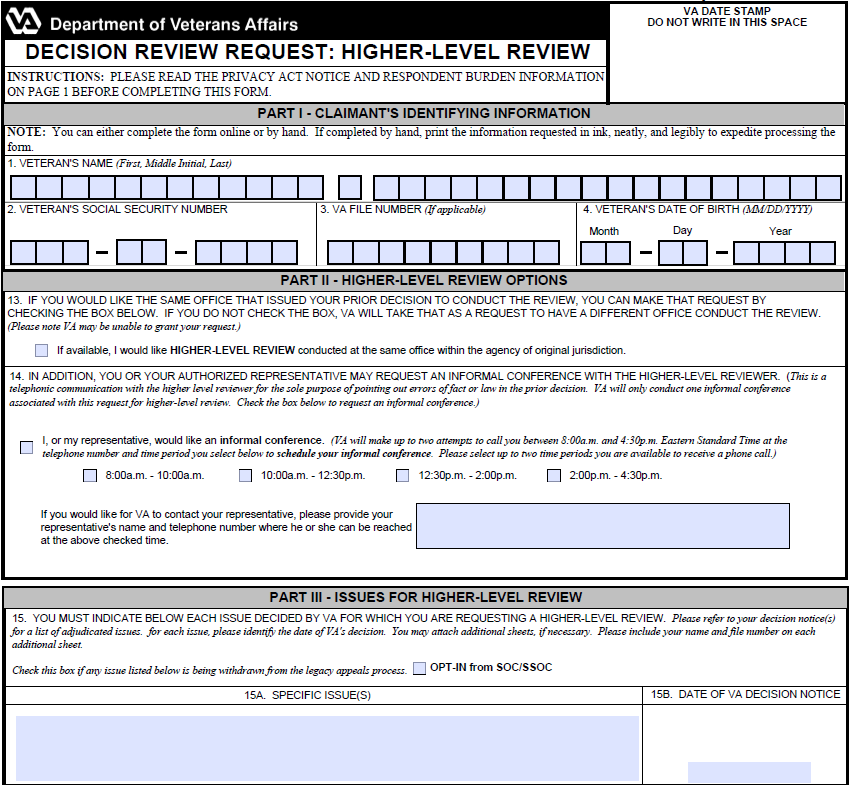 VA
Department of Veterans Affairs
VA DATE STAMP
DO NOT WRITE IN THIS SPACE
DECISION REVIEW REQUEST: HIGHER-LEVEL REVIEW
INSTRUCTIONS: PLEASE READ THE PRIVACY ACT NOTICE AND RESPONDENT BURDEN INFORMATION
ON PAGE 1 BEFORE COMPLETING THIS FORM.
PART I - CLAIMANT'S IDENTIFYING INFORMATION
NOTE: You can either complete the form online or by hand. If completed by hand, print the information requested in ink, neatly, and legibly to expedite processing the
form.
1. VETERAN'S NAME (First, Middle Initial, Last)
2. VETERAN'S SOCIAL SECURITY NUMBER
3. VA FILE NUMBER (If applicable)
4. VETERAN'S DATE OF BIRTH (MM/DD/YYYY)
Month Day Year
PART II - HIGHER-LEVEL REVIEW OPTIONS
13. IF YOU WOULD LIKE THE SAME OFFICE THAT ISSUED YOUR PRIOR DECISION TO CONDUCT THE REVIEW, YOU CAN MAKE THAT REQUEST BY
CHECKING THE BOX BELOW. IF YOU DO NOT CHECK THE BOX, VA WILL TAKE THAT AS A REQUEST TO HAVE A DIFFERENT OFFICE CONDUCT THE REVIEW.
(Please note VA may be unable to grant your request.)
If available, I would like HIGHER-LEVEL REVIEW conducted at the same office within the agency of original jurisdiction.
14. IN ADDITION, YOU OR YOUR AUTHORIZED REPRESENTATIVE MAY REQUEST AN INFORMAL CONFERENCE WITH THE HIGHER-LEVEL REVIEWER. (This is a
telephonic communication with the higher level reviewer for the sole purpose of pointing out errors of fact or law in the prior decision. VA will only conduct one informal conference
associated with this request for higher-level review. Check the box below to request an informal conference.)
I, or my representative, would like an informal conference. (VA will make up to two attempts to call you between 8:00a.m. and 4:30p.m. Eastern Standard Time at the
telephone number and time period you select below to schedule your informal conference. Please select up to two time periods you are available to receive a phone call.)
8:00a.m. - 10:00a.m. 10:00a.m. - 12:30p.m. 12:30p.m. - 2:00p.m. 2:00p.m. - 4:30p.m.
If you would like for VA to contact your representative, please provide your
representative's name and telephone number where he or she can be reached
at the above checked time.
PART III - ISSUES FOR HIGHER-LEVEL REVIEW
15. YOU MUST INDICATE BELOW EACH ISSUE DECIDED BY VA FOR WHICH YOU ARE REQUESTING A HIGHER-LEVEL REVIEW. Please refer to your decision notice(s)
for a list of adjudicated issues. for each issue, please identify the date of VA's decision. You may attach additional sheets, if necessary. Please include your name and file number on each
additional sheet.
Check this box if any issue listed below is being withdrawn from the legacy appeals process. OPT-IN from SOC/SSOC
15A. SPECIFIC ISSUE(S)
15B. DATE OF VA DECISION NOTICE